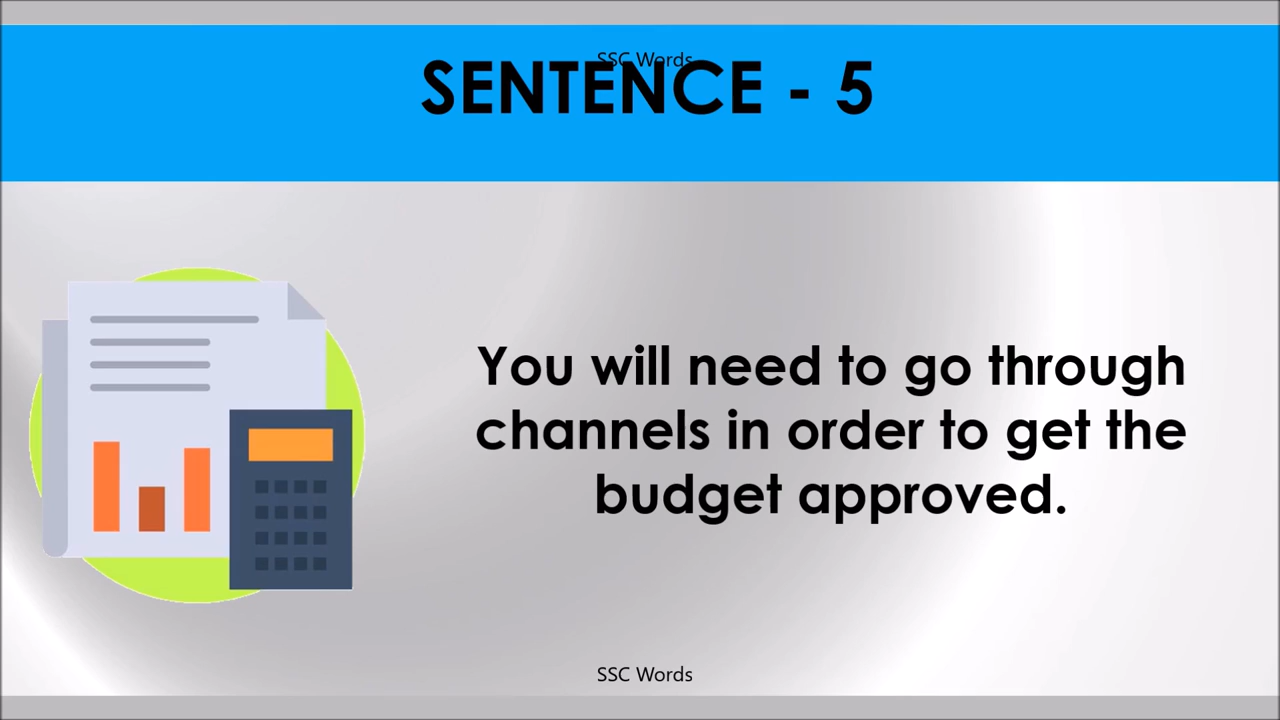 SSC Words
SENTENCE - 5
You will need to go through
channels in order to get the
budget approved.
SSC Words